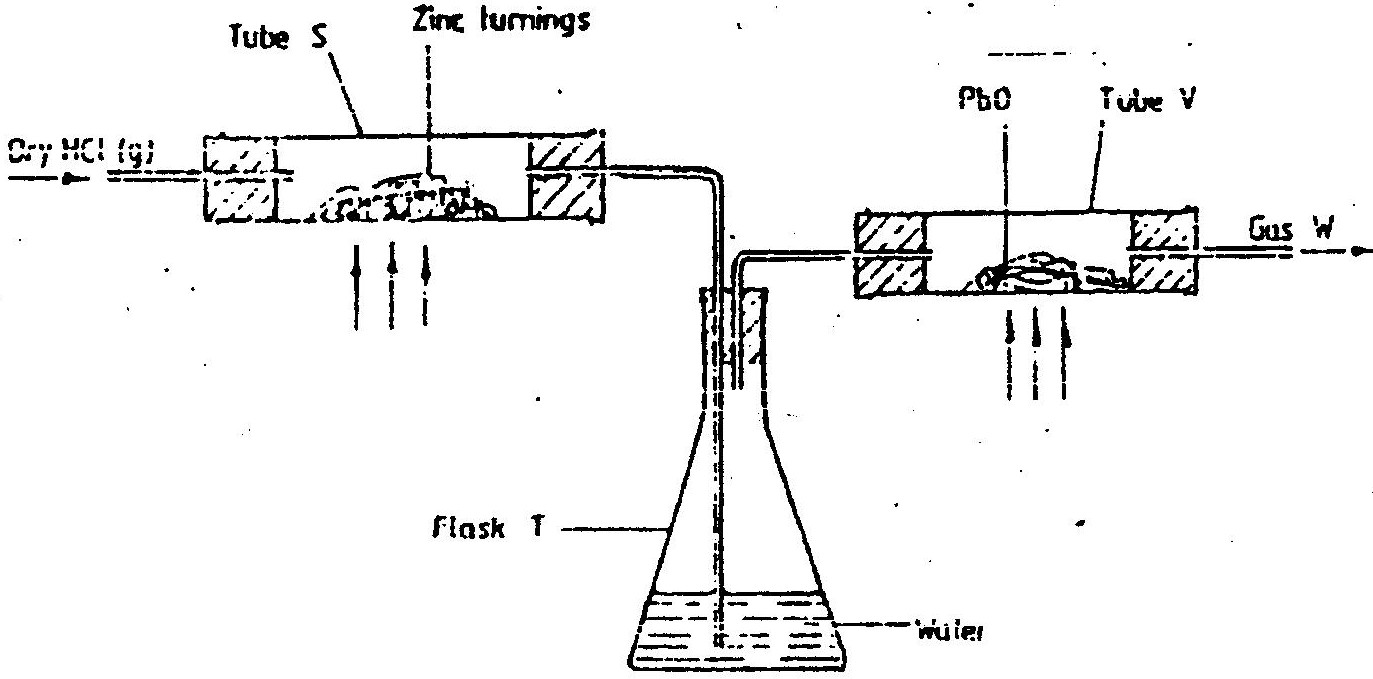 Tube S
Zinc turnings
Dry HCl (g)
PbO
Tube V
Gas W
Flask T
Water